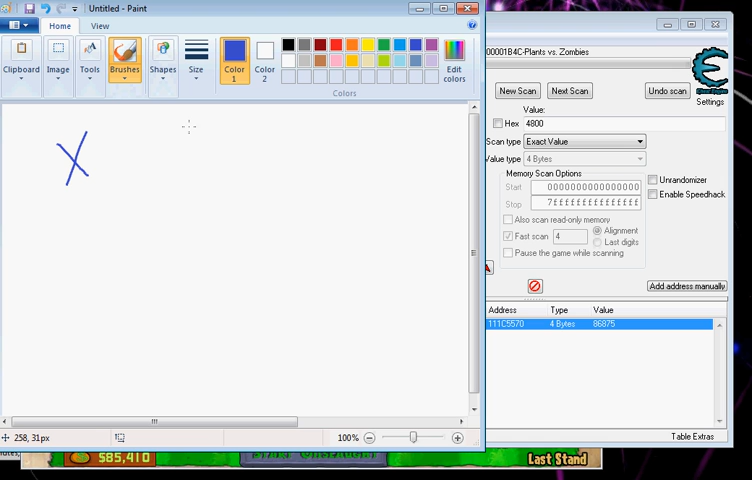 Untitled - Paint
Home View
Clipboard Image Tools Brushes Shapes Size Color 1 Color 2 Edit colors
Colors
X
258, 31px 100%
00001B4C-Plants vs. Zombies
New Scan Next Scan Undo scan
Settings
Value:
Hex 4800
Scan type Exact Value
Value type 4 Bytes
Memory Scan Options
Start 0000000000000000
Stop 7fffffffffffffff
Also scan read-only memory
Fast scan 4 Alignment
Last digits
Pause the game while scanning
Unrandomizer
Enable Speedhack
Add address manually
Address Type Value
111C5570 4 Bytes 86875
Table Extras
585,410
Last Stand